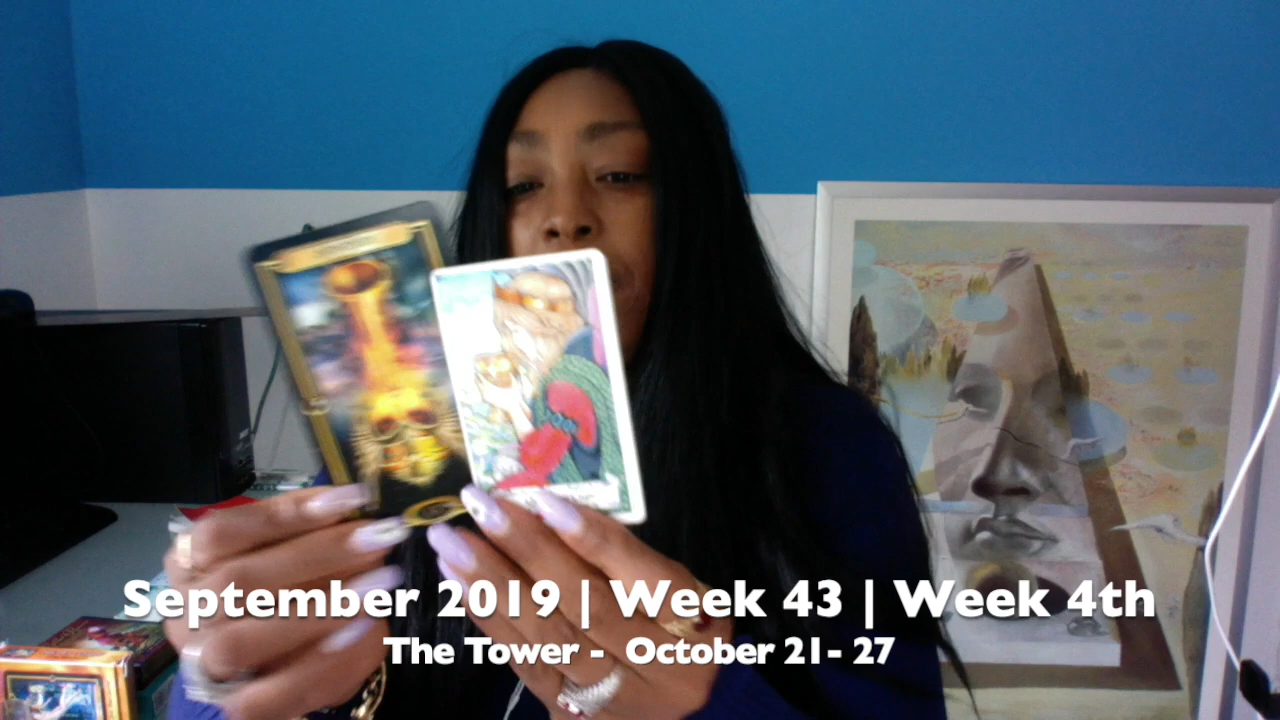 September 2019 | Week 43 | Week 4th
The Tower - October 21- 27